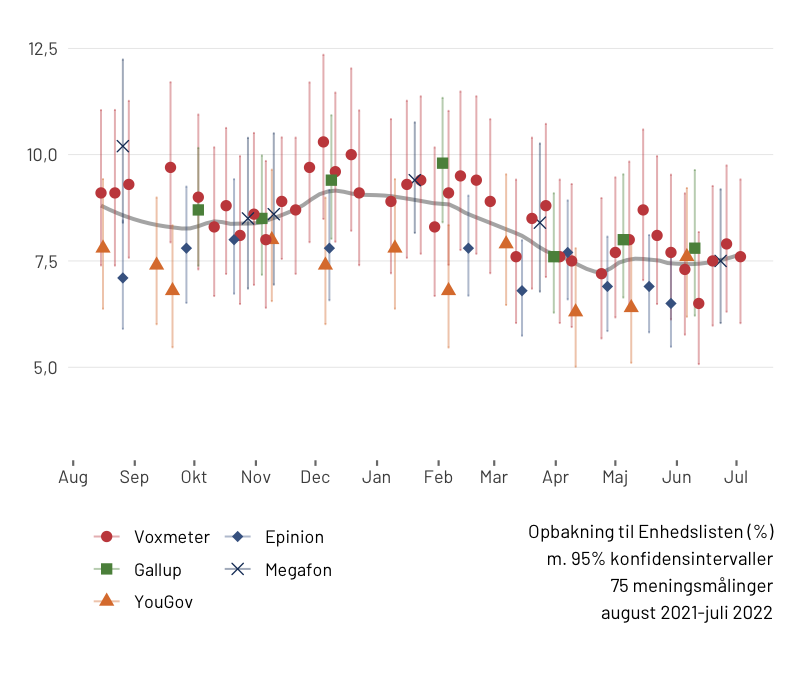 12,5
10,0
7,5
5,0
Aug Sep Okt Nov Dec Jan Feb Mar Apr Maj Jun Jul
Voxmeter Epinion
Gallup Megafon
YouGov
Opbakning til Enhedslisten (%)
m. 95% konfidensintervaller
75 meningsmålinger
august 2021-juli 2022